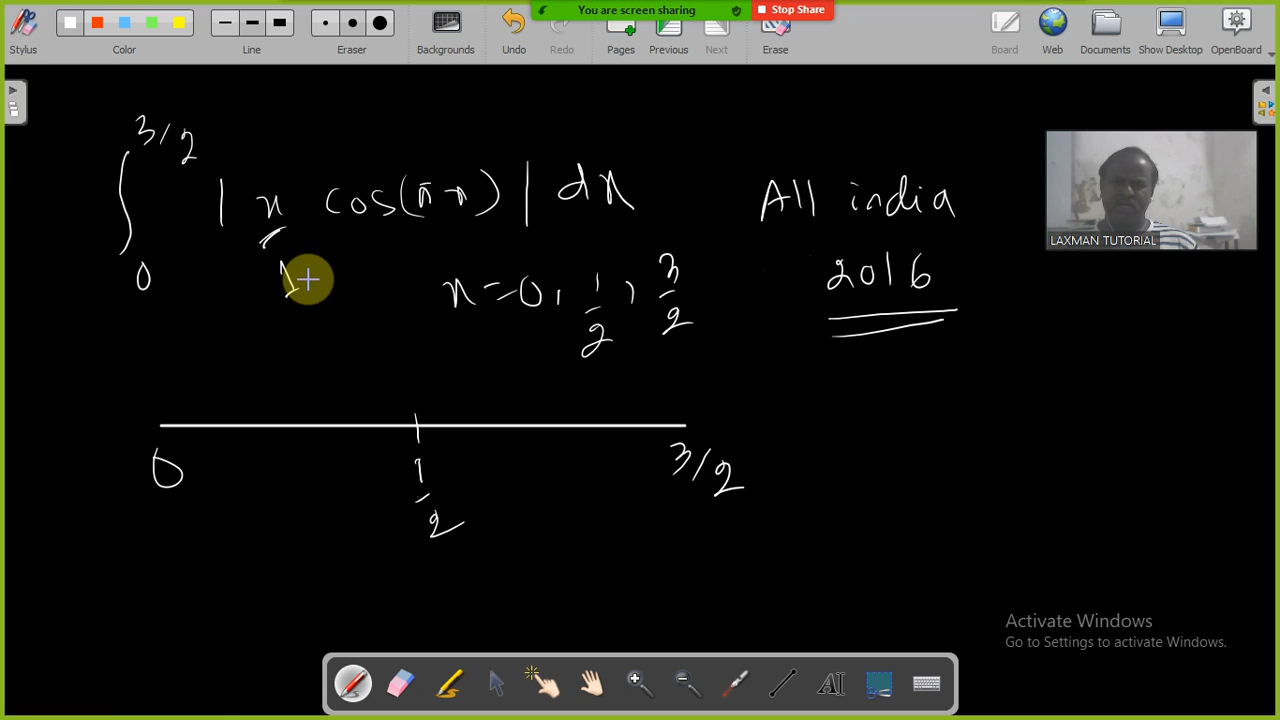 You are screen sharing Stop Share
Stylus Color Line Eraser Backgrounds Undo Redo Pages Previous Next Erase Board Web Documents Show Desktop OpenBoard
∫₀^{3/2} |x cos(πx)| dx All india
2016
x = 0, 1/2, 3/2
0 1/2 3/2
LAXMAN TUTORIAL
Activate Windows
Go to Settings to activate Windows.